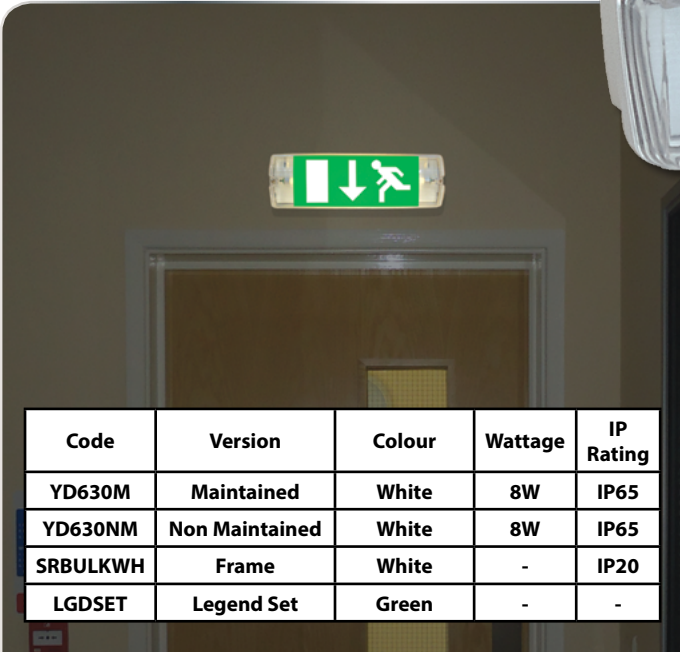 Code Version Colour Wattage IP Rating
YD630M Maintained White 8W IP65
YD630NM Non Maintained White 8W IP65
SRBULKWH Frame White - IP20
LGDSET Legend Set Green - -